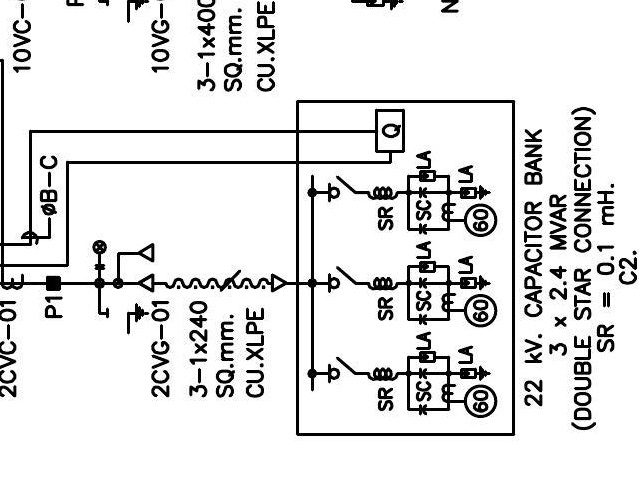 10VC-
10VG-
3-1x400
SQ.mm.
CU.XLPE
N
ØB-C
P1
2CVC-01
2CVG-01
3-1x240
SQ.mm.
CU.XLPE
Q
LA
LA
SR
SC
60
LA
LA
SR
SC
60
LA
LA
SR
SC
60
22 kV. CAPACITOR BANK
3 x 2.4 MVAR
(DOUBLE STAR CONNECTION)
SR = 0.1 mH.
C2.